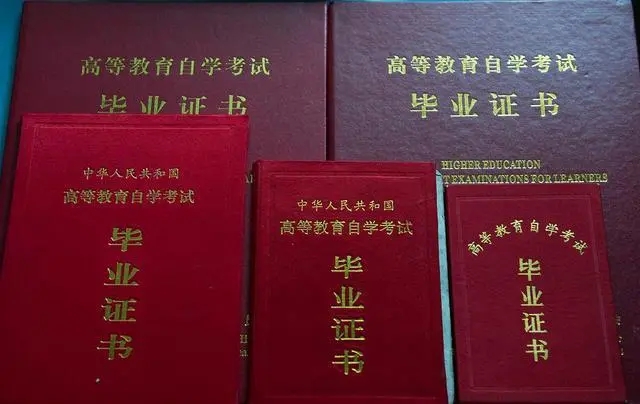 高等教育自学考试
毕业证书
高等教育自学考试
毕业证书
HIGHER EDUCATION
EXAMINATIONS FOR LEARNERS
中华人民共和国
高等教育自学考试
毕业证书
中华人民共和国
高等教育自学考试
毕业证书
高等教育自学考试
毕业证书